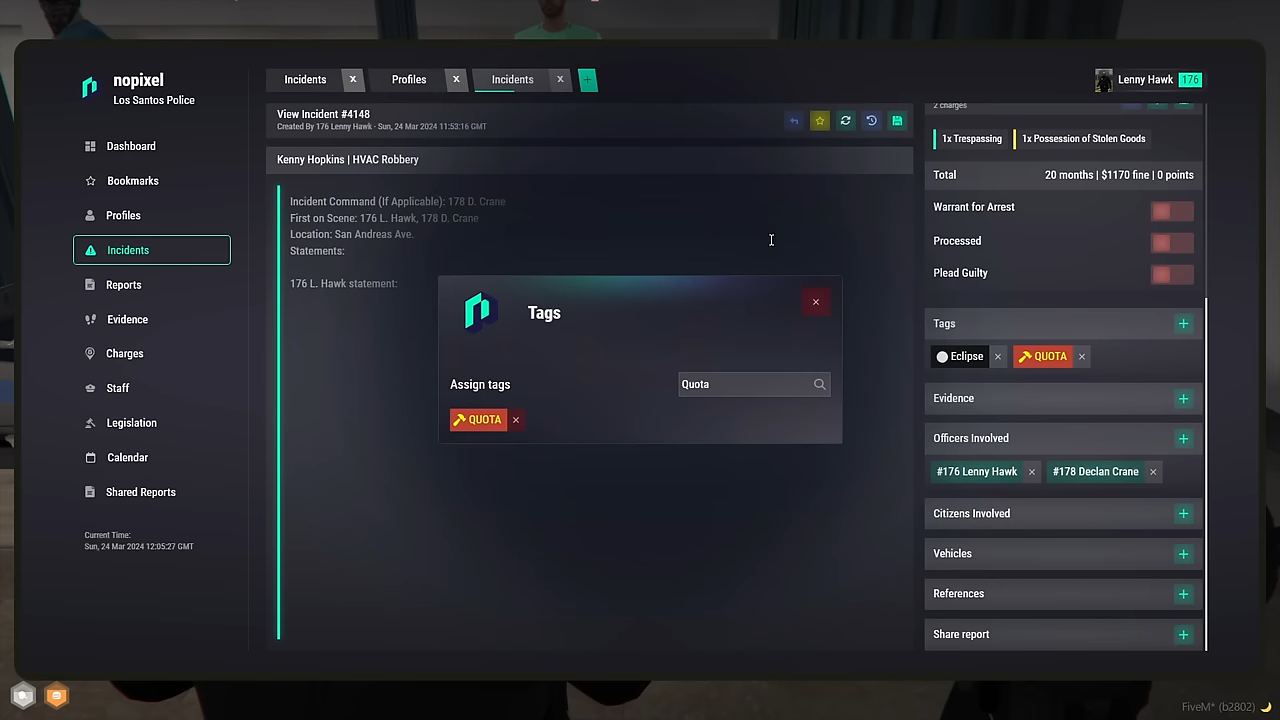 nopixel
Los Santos Police
Dashboard
Bookmarks
Profiles
Incidents
Reports
Evidence
Charges
Staff
Legislation
Calendar
Shared Reports
Current Time:
Sun, 24 Mar 2024 12:05:27 GMT
Incidents x Profiles x Incidents x +
Lenny Hawk 176
View Incident #4148
Created By 176 Lenny Hawk - Sun, 24 Mar 2024 11:53:16 GMT
Kenny Hopkins | HVAC Robbery
Incident Command (If Applicable): 178 D. Crane
First on Scene: 176 L. Hawk, 178 D. Crane
Location: San Andreas Ave.
Statements:
176 L. Hawk statement:
Tags
Assign tags
Quota
QUOTA
2 charges
1x Trespassing 1x Possession of Stolen Goods
Total 20 months | $1170 fine | 0 points
Warrant for Arrest
Processed
Plead Guilty
Tags
Eclipse x QUOTA x
Evidence
Officers Involved
#176 Lenny Hawk x #178 Declan Crane x
Citizens Involved
Vehicles
References
Share report
FiveM* (b2802)